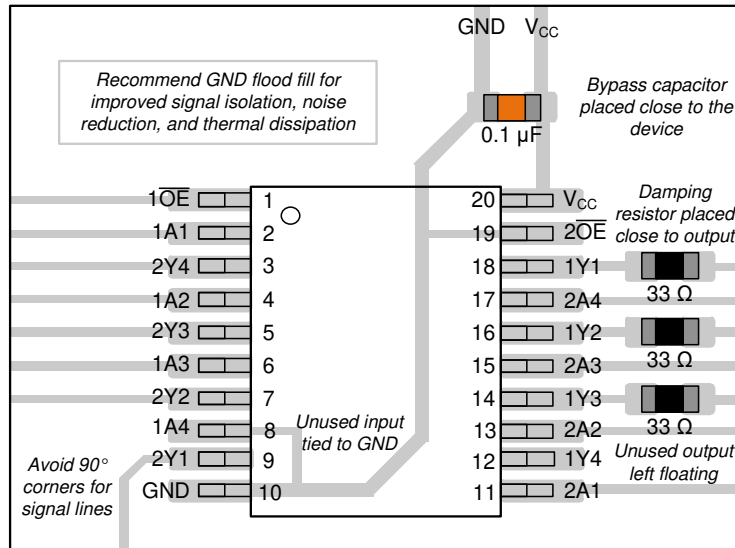 GND V_CC
Recommend GND flood fill for
improved signal isolation, noise
reduction, and thermal dissipation
0.1 µF
Bypass capacitor
placed close to the
device
1O̅E̅ 1
1A1 2
2Y4 3
1A2 4
2Y3 5
1A3 6
2Y2 7
1A4 8
2Y1 9
GND 10
20 V_CC
19 2O̅E̅
18 1Y1
17 2A4
16 1Y2
15 2A3
14 1Y3
13 2A2
12 1Y4
11 2A1
Damping
resistor placed
close to output
33 Ω
33 Ω
33 Ω
Unused input
tied to GND
Unused output
left floating
Avoid 90°
corners for
signal lines